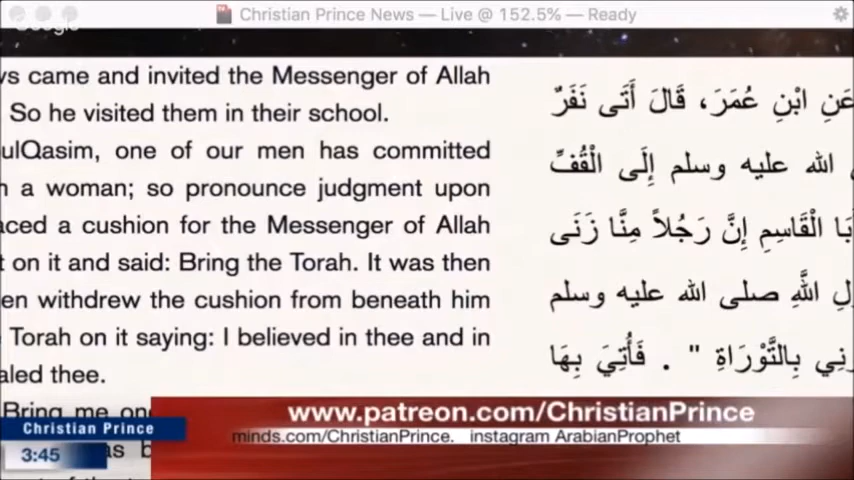 Christian Prince News — Live @ 152.5% — Ready
Google
ws came and invited the Messenger of Allah
So he visited them in their school.
ulQasim, one of our men has committed
a woman; so pronounce judgment upon
aced a cushion for the Messenger of Allah
t on it and said: Bring the Torah. It was then
en withdrew the cushion from beneath him
Torah on it saying: I believed in thee and in
aled thee.
Bring me one
عَنِ ابْنِ عُمَرَ، قَالَ أَتَى نَفَرٌ
الله عليه وسلم إِلَى الْقُفِّ
بَا الْقَاسِمِ إِنَّ رَجُلاً مِنَّا زَنَى
لِ اللَّهِ صلى الله عليه وسلم
نِي بِالتَّوْرَاةِ " . فَأُتِيَ بِهَا
www.patreon.com/ChristianPrince
Christian Prince
minds.com/ChristianPrince. instagram ArabianProphet
3:45